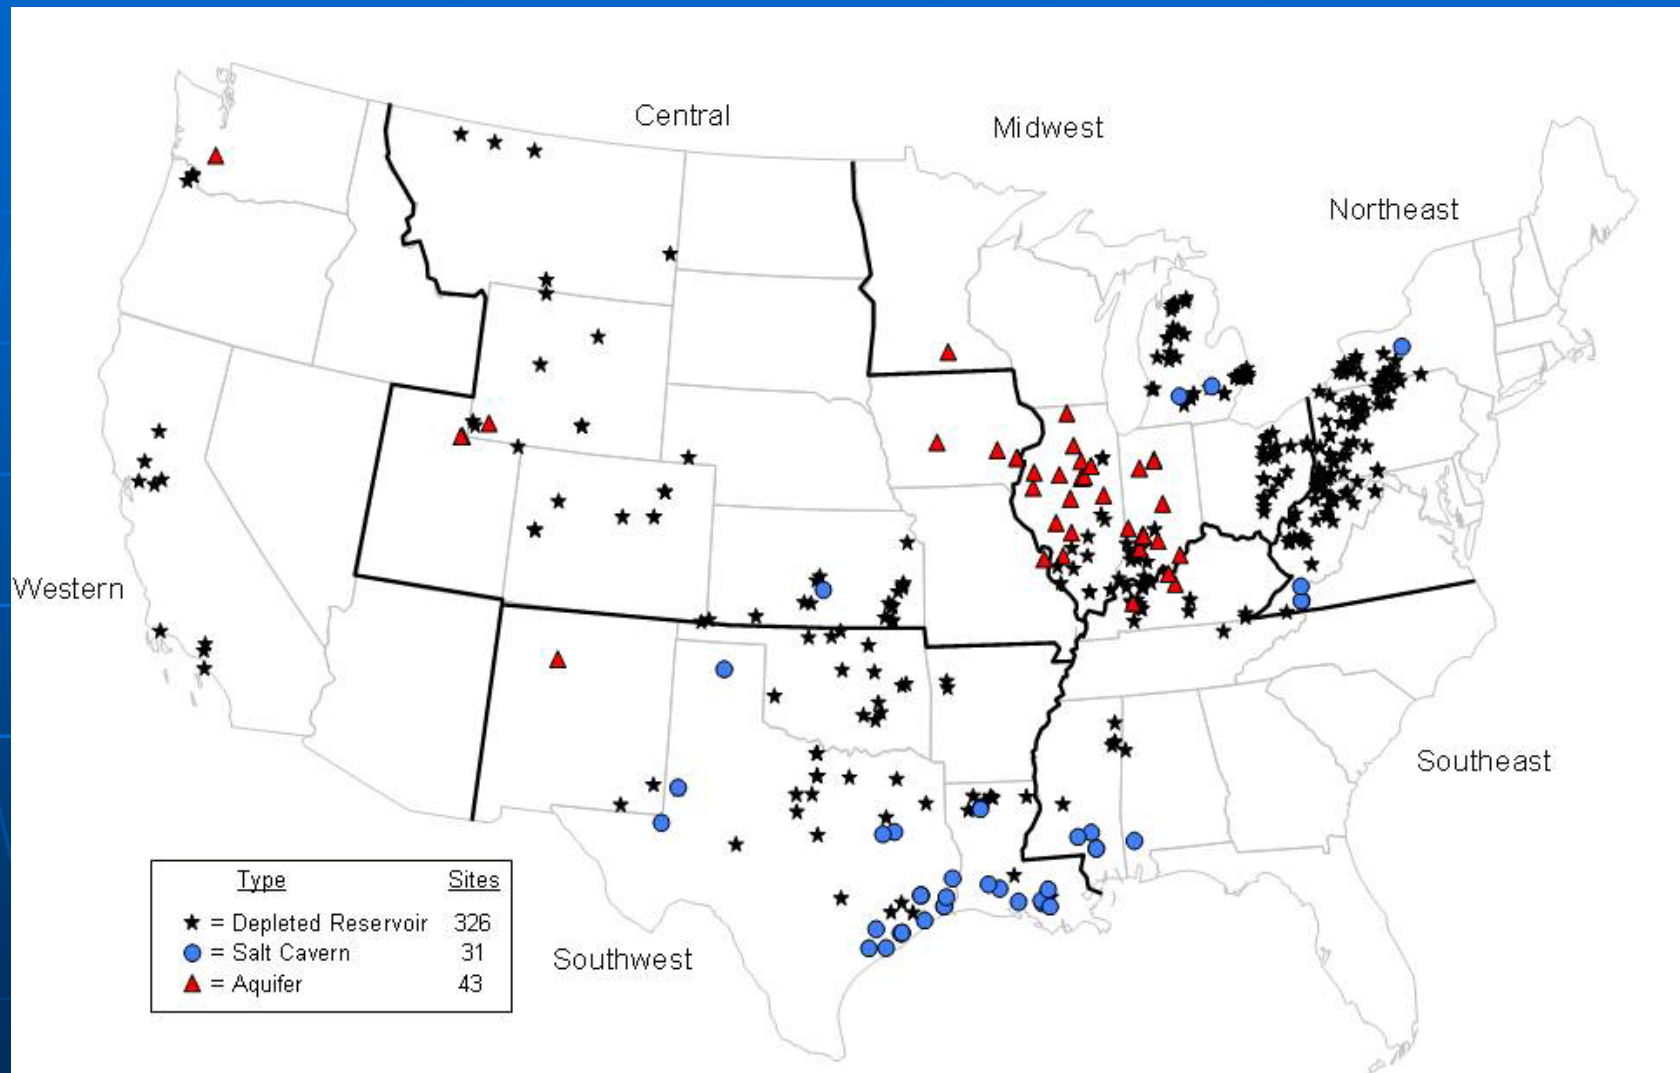 Central
Midwest
Northeast
Western
Southeast
Southwest
Type Sites
= Depleted Reservoir 326
= Salt Cavern 31
= Aquifer 43